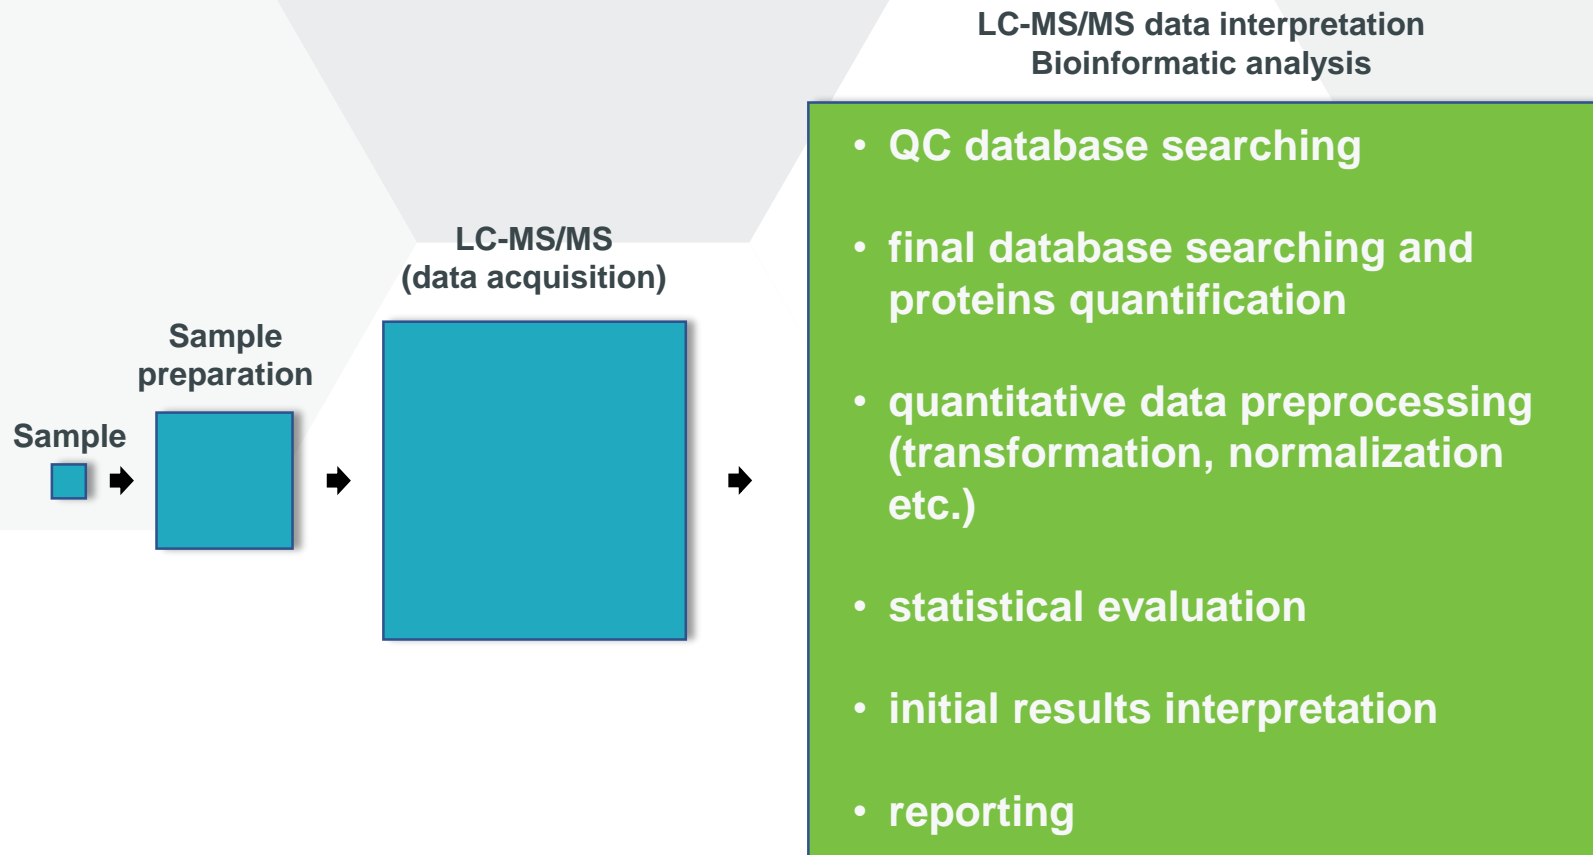 Sample
Sample
preparation
LC-MS/MS
(data acquisition)
LC-MS/MS data interpretation
Bioinformatic analysis
• QC database searching
• final database searching and
proteins quantification
• quantitative data preprocessing
(transformation, normalization
etc.)
• statistical evaluation
• initial results interpretation
• reporting